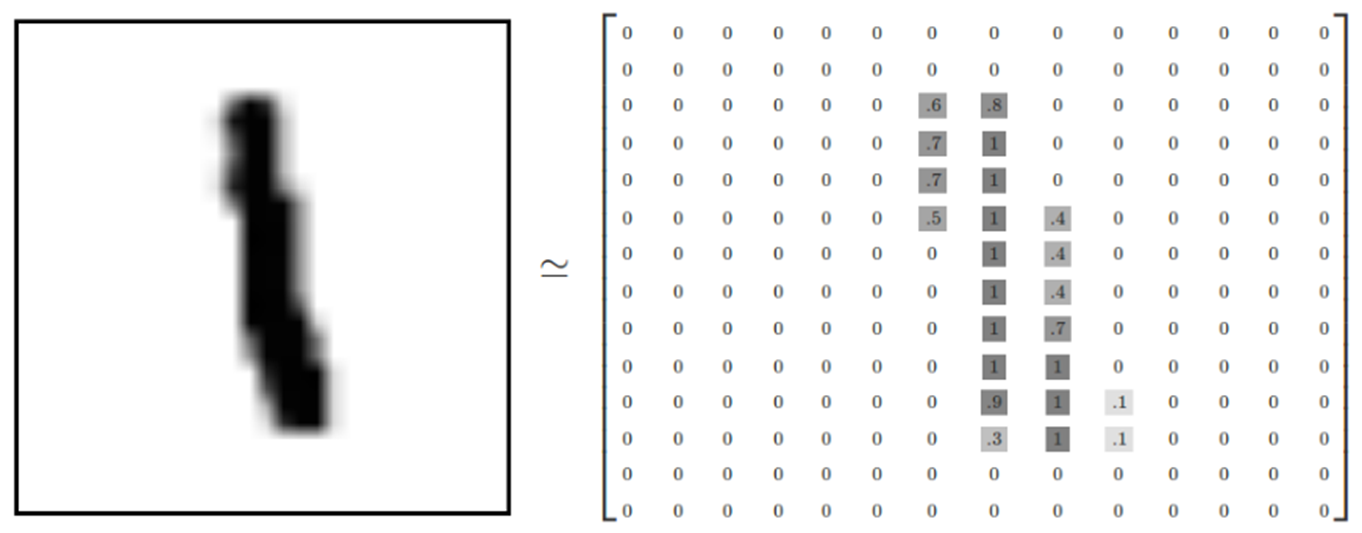 ≃
0 0 0 0 0 0 0 0 0 0 0 0 0 0
0 0 0 0 0 0 0 0 0 0 0 0 0 0
0 0 0 0 0 0 .6 .8 0 0 0 0 0 0
0 0 0 0 0 0 .7 1 0 0 0 0 0 0
0 0 0 0 0 0 .7 1 0 0 0 0 0 0
0 0 0 0 0 0 .5 1 .4 0 0 0 0 0
0 0 0 0 0 0 0 1 .4 0 0 0 0 0
0 0 0 0 0 0 0 1 .4 0 0 0 0 0
0 0 0 0 0 0 0 1 .7 0 0 0 0 0
0 0 0 0 0 0 0 1 1 0 0 0 0 0
0 0 0 0 0 0 0 .9 1 .1 0 0 0 0
0 0 0 0 0 0 0 .3 1 .1 0 0 0 0
0 0 0 0 0 0 0 0 0 0 0 0 0 0
0 0 0 0 0 0 0 0 0 0 0 0 0 0